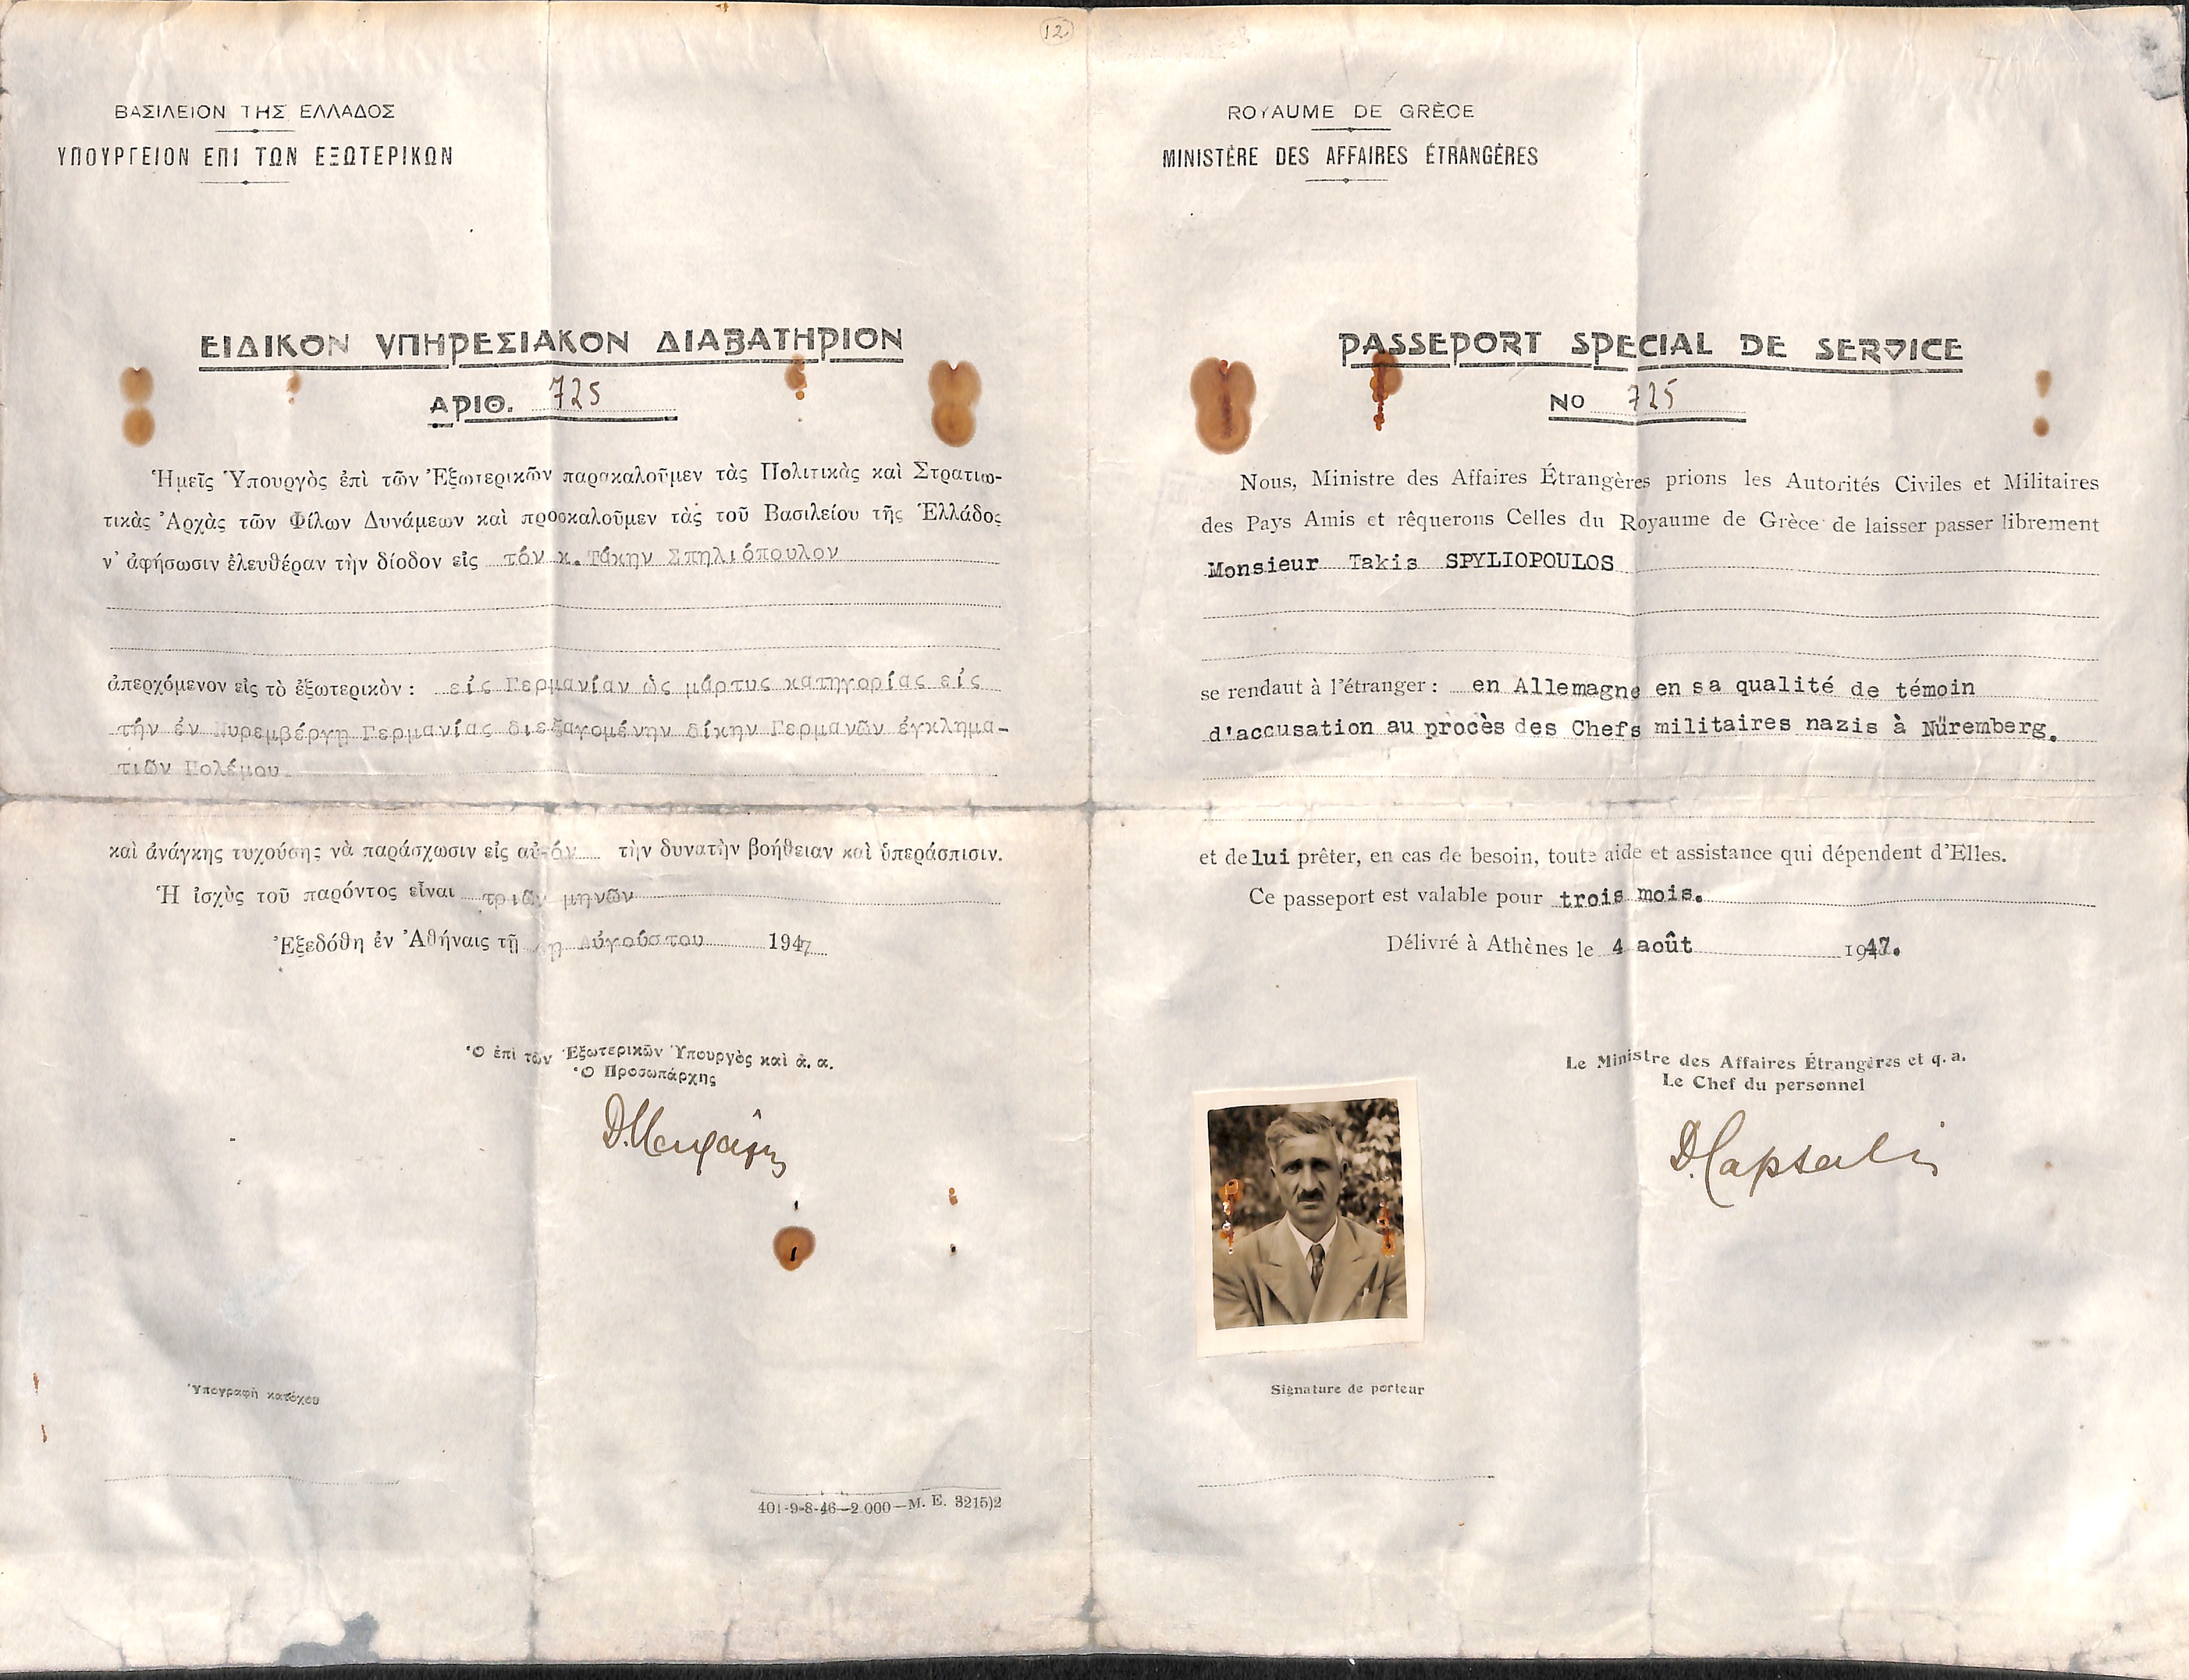 12
ΒΑΣΙΛΕΙΟΝ ΤΗΣ ΕΛΛΑΔΟΣ
ΥΠΟΥΡΓΕΙΟΝ ΕΠΙ ΤΩΝ ΕΞΩΤΕΡΙΚΩΝ
ΕΙΔΙΚΟΝ ΥΠΗΡΕΣΙΑΚΟΝ ΔΙΑΒΑΤΗΡΙΟΝ
ΑΡΙΘ. 725
Ἡμεῖς Ὑπουργὸς ἐπὶ τῶν Ἐξωτερικῶν παρακαλοῦμεν τὰς Πολιτικὰς καὶ Στρατιω-
τικὰς Ἀρχὰς τῶν Φίλων Δυνάμεων καὶ προσκαλοῦμεν τὰς τοῦ Βασιλείου τῆς Ἑλλάδος
ν' ἀφήσωσιν ἐλευθέραν τὴν δίοδον εἰς τόν κ. Τάκην Σπηλιόπουλον
ἀπερχόμενον εἰς τὸ ἐξωτερικὸν : είς Γερμανίαν ὡς μάρτυς κατηγορίας είς
τήν ἐν Νυρεμβέργῃ Γερμανίας διεξαγομένην δίκην Γερμανῶν ἐγκλημα-
τιῶν Πολέμου
καὶ ἀνάγκης τυχούσης νὰ παράσχωσιν εἰς αὐτόν τὴν δυνατὴν βοήθειαν καὶ ὑπεράσπισιν.
Ἡ ἰσχὺς τοῦ παρόντος εἶναι τριῶν μηνῶν
Ἐξεδόθη ἐν Ἀθήναις τῇ 4ῃ Αὐγούστου 1947
Ὁ ἐπὶ τῶν Ἐξωτερικῶν Ὑπουργὸς καὶ ἀ. α.
Ὁ Προσωπάρχης
Ὑπογραφὴ κατόχου
401-9-8-46—2.000—Μ. Ε. 3215)2
ROYAUME DE GRÈCE
MINISTÈRE DES AFFAIRES ÉTRANGÈRES
PASSEPORT SPECIAL DE SERVICE
NO 725
Nous, Ministre des Affaires Étrangères prions les Autorités Civiles et Militaires
des Pays Amis et rêquerons Celles du Royaume de Grèce de laisser passer librement
Monsieur Takis SPYLIOPOULOS
se rendaut à l'étranger : en Allemagne en sa qualité de témoin
d'accusation au procès des Chefs militaires nazis à Nüremberg.
et de lui prêter, en cas de besoin, toute aide et assistance qui dépendent d'Elles.
Ce passeport est valable pour trois mois.
Délivré à Athènes le 4 août 1947.
Le Ministre des Affaires Étrangères et q. a.
Le Chef du personnel
D. Capsalis
Signature de porteur